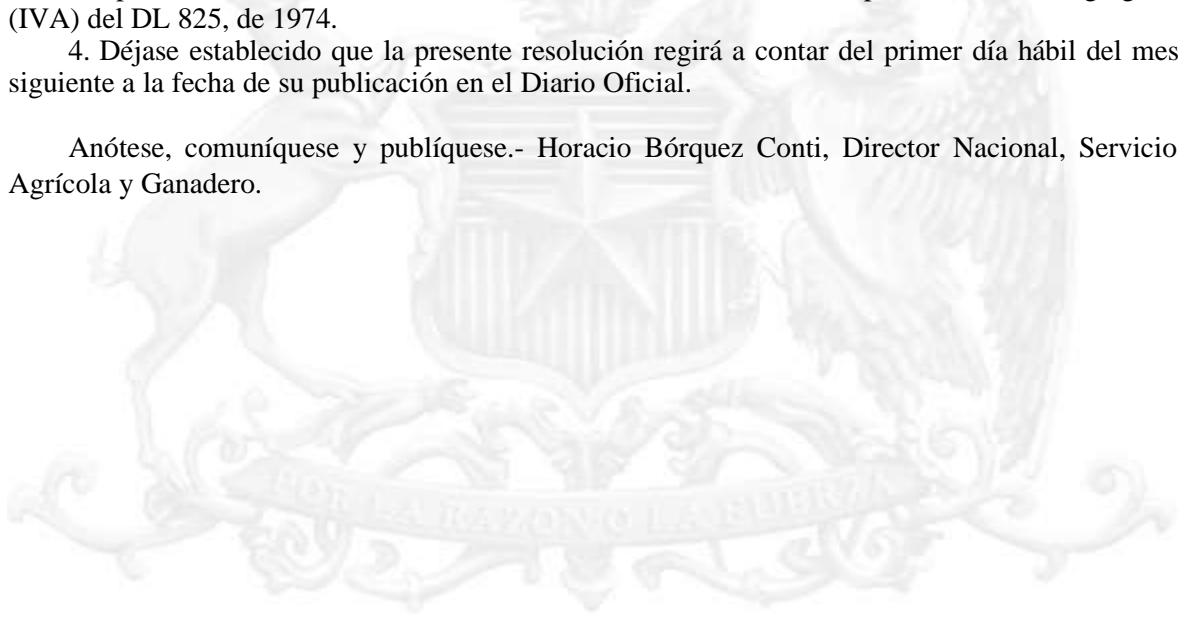 (IVA) del DL 825, de 1974.
4. Déjase establecido que la presente resolución regirá a contar del primer día hábil del mes
siguiente a la fecha de su publicación en el Diario Oficial.
Anótese, comuníquese y publíquese.- Horacio Bórquez Conti, Director Nacional, Servicio
Agrícola y Ganadero.
POR LA RAZON O LA FUERZA